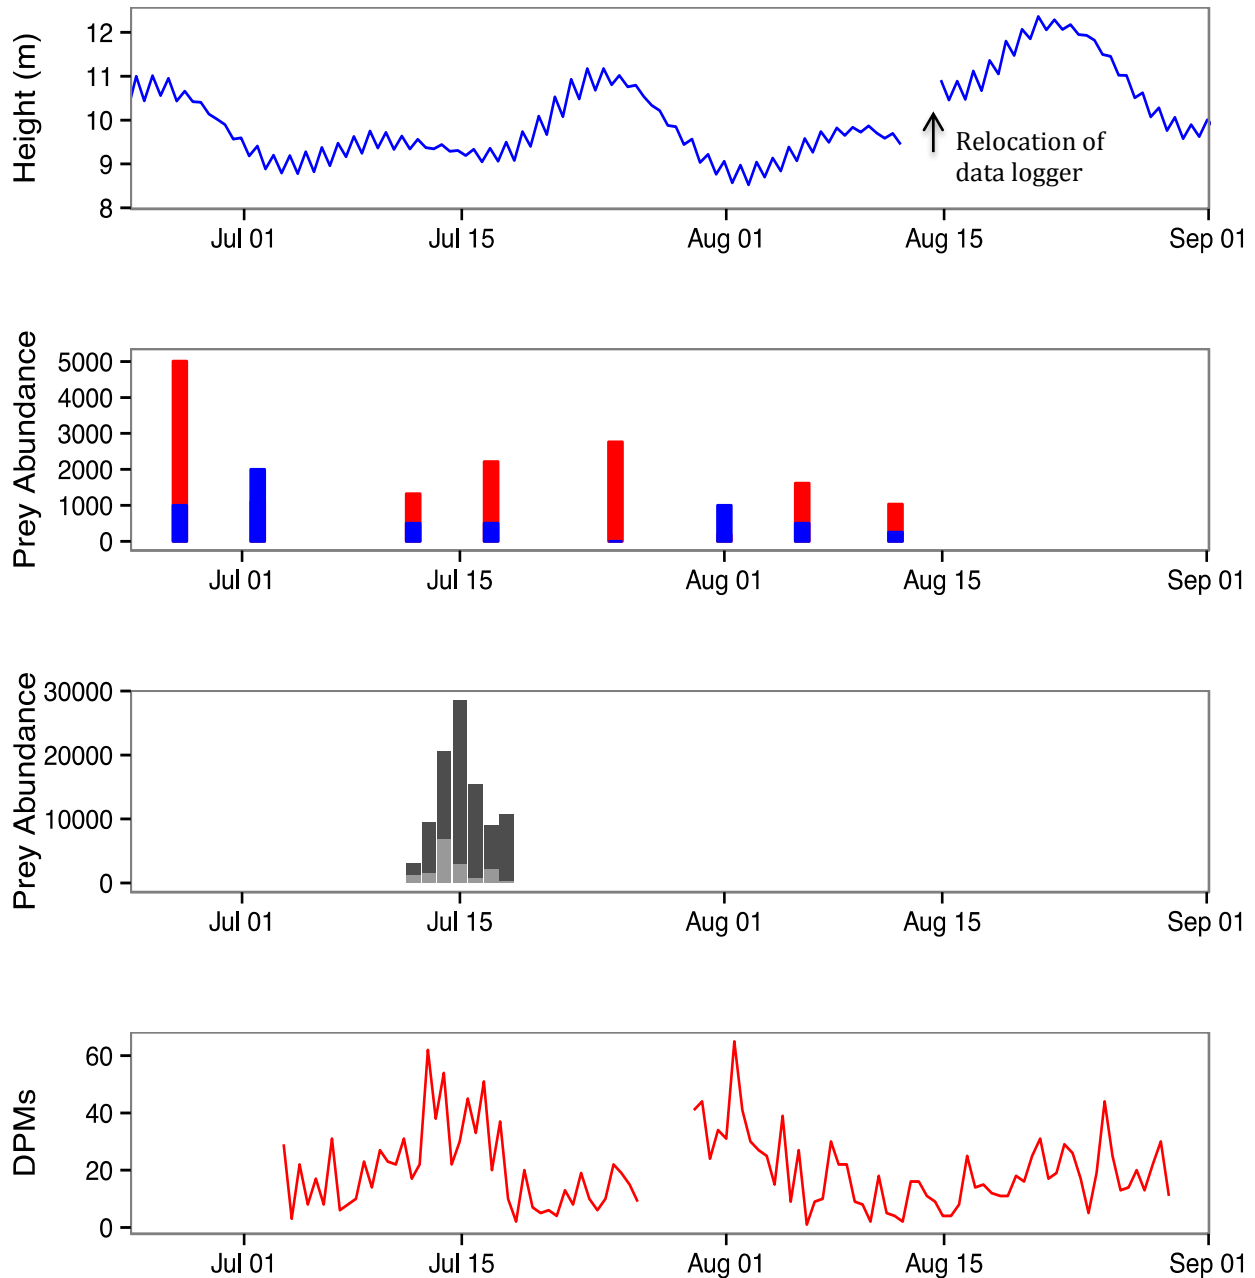 Height (m)
12
11
10
9
8
Relocation of
data logger
Jul 01 Jul 15 Aug 01 Aug 15 Sep 01
Prey Abundance
5000
4000
3000
2000
1000
0
Jul 01 Jul 15 Aug 01 Aug 15 Sep 01
Prey Abundance
30000
20000
10000
0
Jul 01 Jul 15 Aug 01 Aug 15 Sep 01
DPMs
60
40
20
0
Jul 01 Jul 15 Aug 01 Aug 15 Sep 01